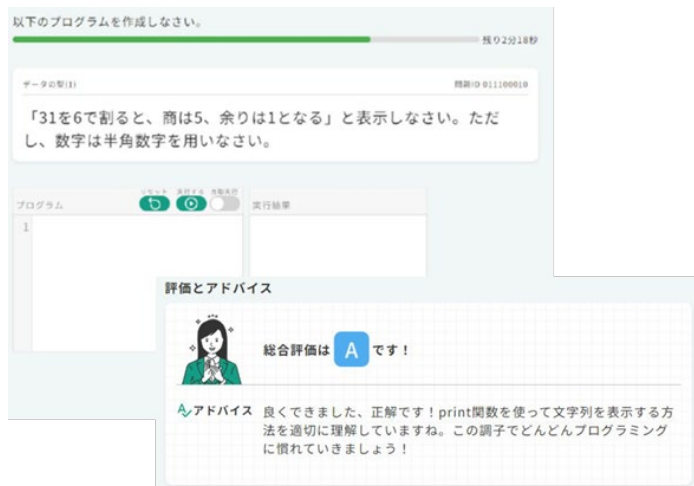 以下のプログラムを作成しなさい。
残り2分18秒
データの型(1)
問題ID 011100010
「31を6で割ると、商は5、余りは1となる」と表示しなさい。ただ
し、数字は半角数字を用いなさい。
リセット 実行する 自動実行
プログラム
実行結果
1
評価とアドバイス
総合評価は A です！
アドバイス
良くできました、正解です！print関数を使って文字列を表示する方
法を適切に理解していますね。この調子でどんどんプログラミング
に慣れていきましょう！